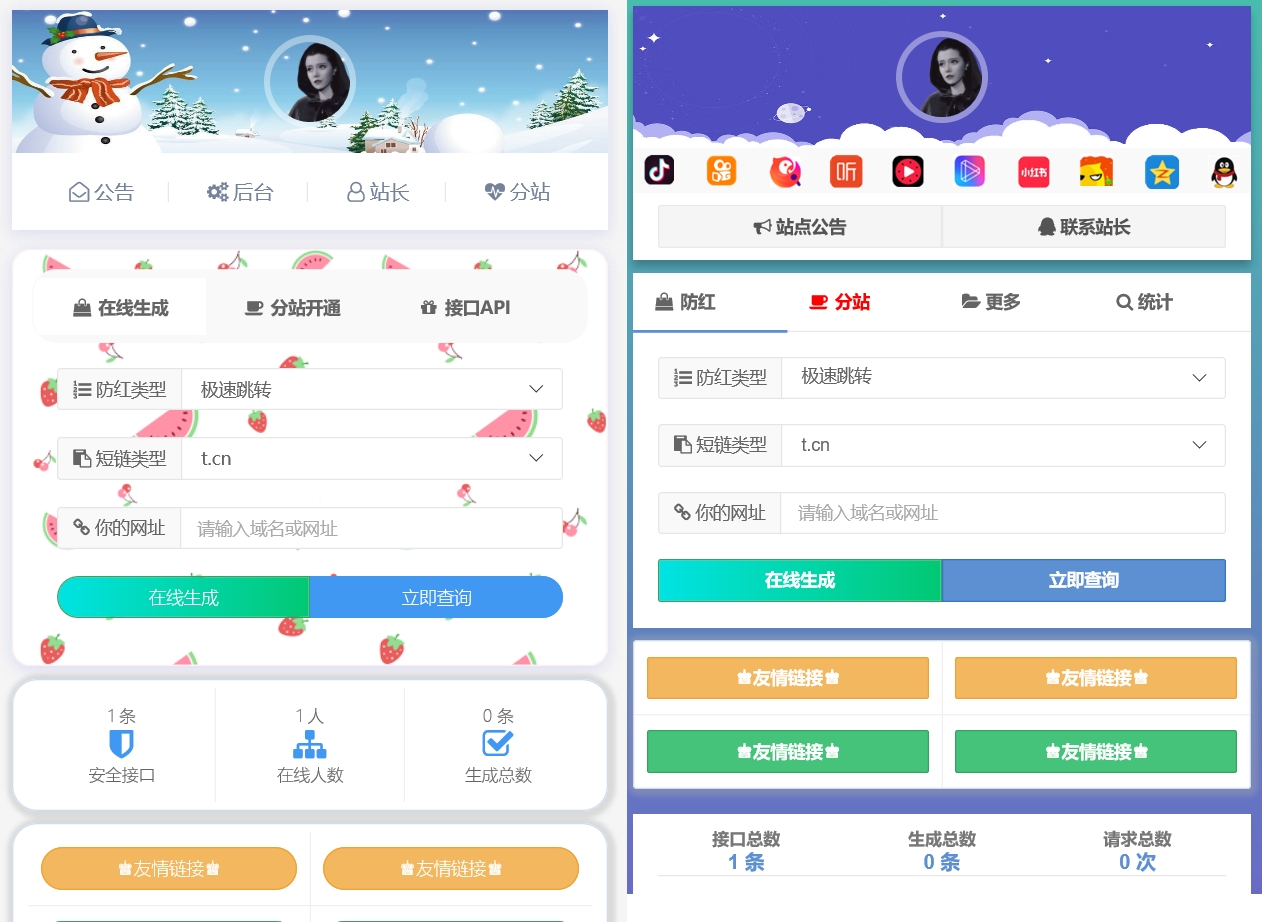 公告 后台 站长 分站
在线生成 分站开通 接口API
防红类型 极速跳转
短链类型 t.cn
你的网址 请输入域名或网址
在线生成 立即查询
1 条 1 人 0 条
安全接口 在线人数 生成总数
友情链接 友情链接
听 小红书
站点公告 联系站长
防红 分站 更多 统计
防红类型 极速跳转
短链类型 t.cn
你的网址 请输入域名或网址
在线生成 立即查询
友情链接 友情链接
友情链接 友情链接
接口总数 生成总数 请求总数
1 条 0 条 0 次